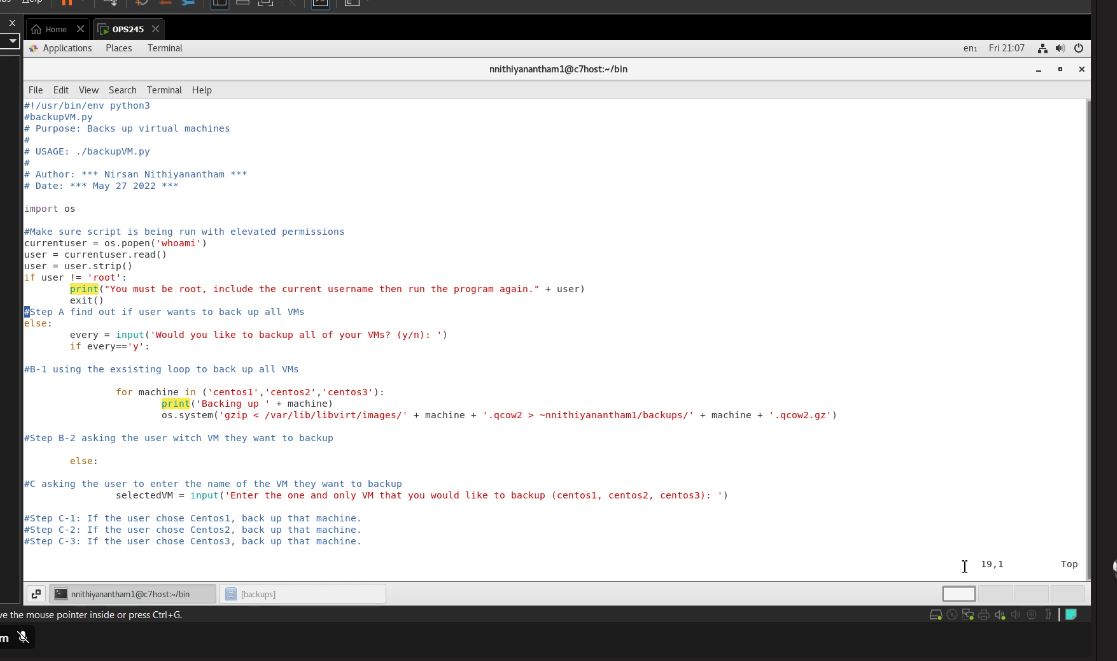 Home
OPS245
Applications Places Terminal en1 Fri 21:07
nnithiyanantham1@c7host:~/bin
File Edit View Search Terminal Help
#!/usr/bin/env python3
#backupVM.py
# Purpose: Backs up virtual machines
#
# USAGE: ./backupVM.py
#
# Author: *** Nirsan Nithiyanantham ***
# Date: *** May 27 2022 ***
import os
#Make sure script is being run with elevated permissions
currentuser = os.popen('whoami')
user = currentuser.read()
user = user.strip()
if user != 'root':
print("You must be root, include the current username then run the program again." + user)
exit()
#Step A find out if user wants to back up all VMs
else:
every = input('Would you like to backup all of your VMs? (y/n): ')
if every=='y':
#B-1 using the exsisting loop to back up all VMs
for machine in ('centos1','centos2','centos3'):
print('Backing up ' + machine)
os.system('gzip < /var/lib/libvirt/images/' + machine + '.qcow2 > ~nnithiyanantham1/backups/' + machine + '.qcow2.gz')
#Step B-2 asking the user witch VM they want to backup
else:
#C asking the user to enter the name of the VM they want to backup
selectedVM = input('Enter the one and only VM that you would like to backup (centos1, centos2, centos3): ')
#Step C-1: If the user chose Centos1, back up that machine.
#Step C-2: If the user chose Centos2, back up that machine.
#Step C-3: If the user chose Centos3, back up that machine.
19,1 Top
nnithiyanantham1@c7host:~/bin [backups]
the mouse pointer inside or press Ctrl+G.